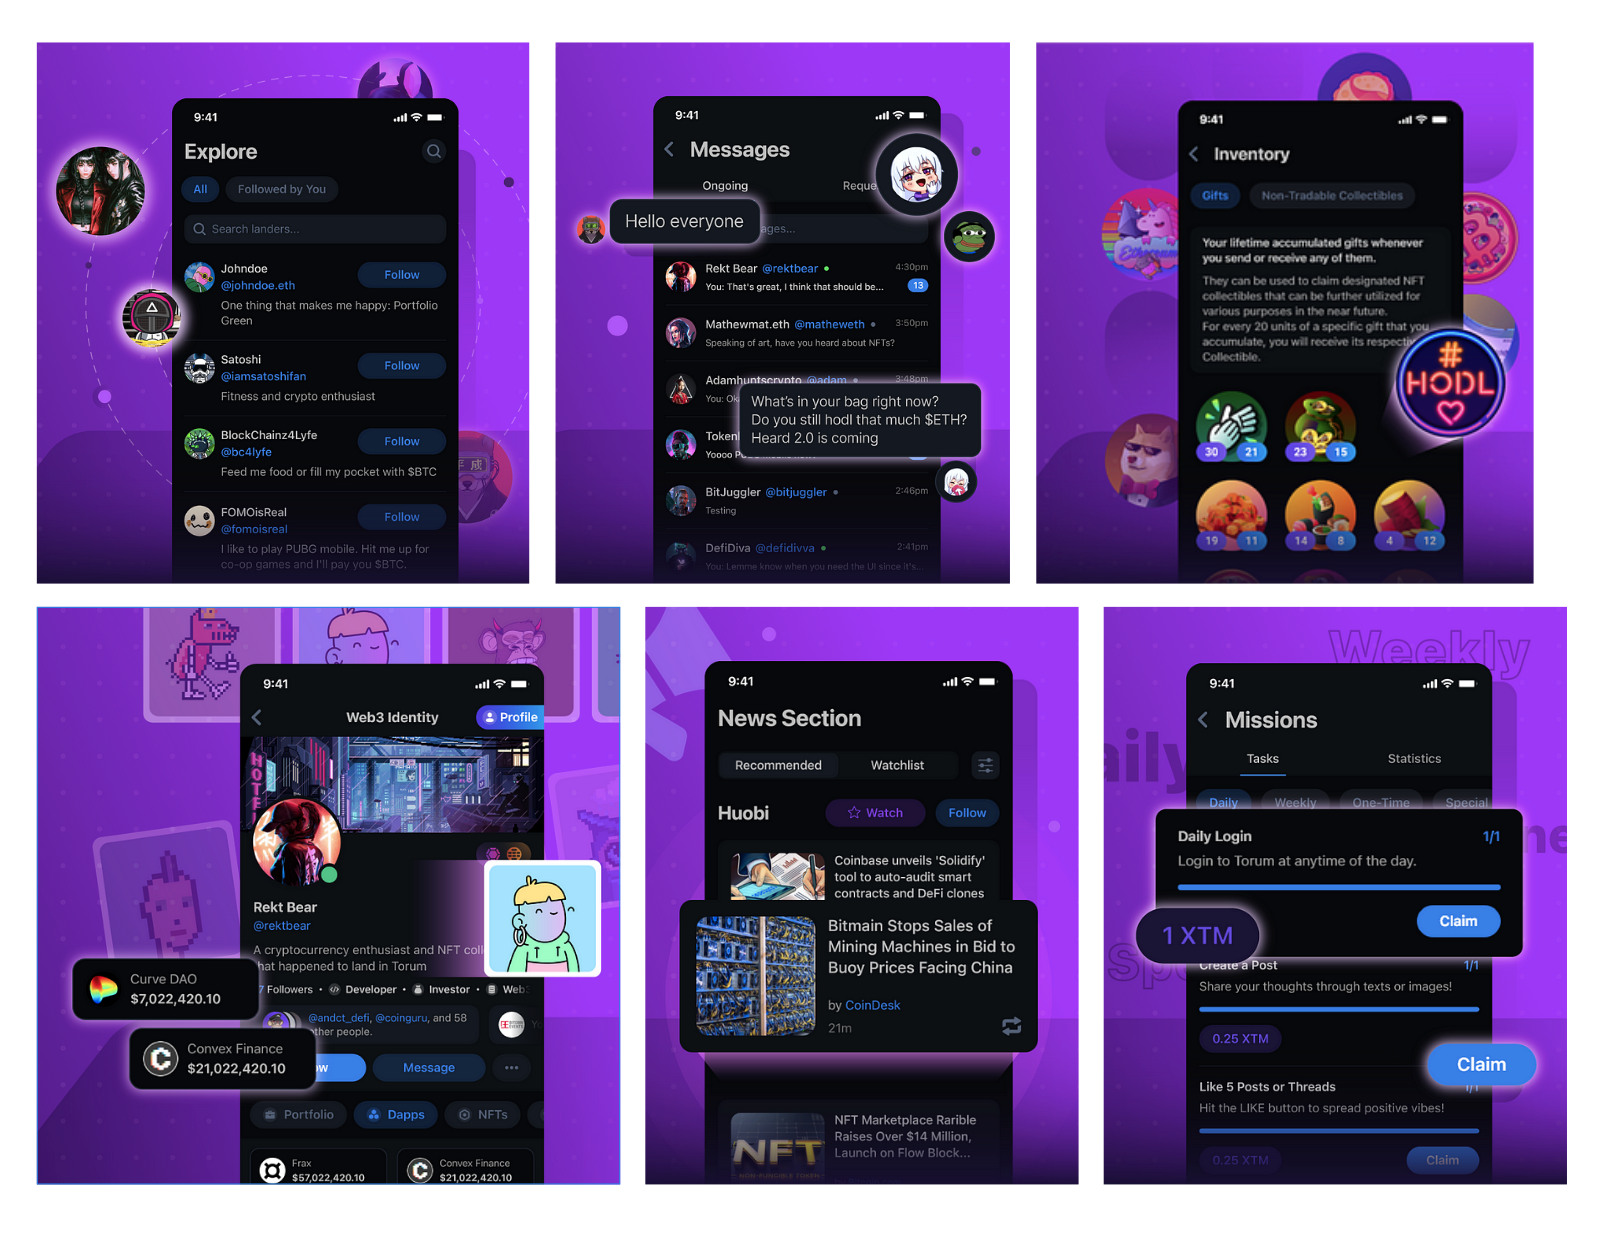 9:41
Explore
All
Followed by You
Search landers...
Johndoe
@johndoe.eth
Follow
One thing that makes me happy: Portfolio
Green
Satoshi
@iamsatoshifan
Follow
Fitness and crypto enthusiast
BlockChainz4Lyfe
@bc4lyfe
Follow
Feed me food or fill my pocket with $BTC
FOMOisReal
@fomoisreal
Follow
I like to play PUBG mobile. Hit me up for
co-op games and I'll pay you $BTC.
9:41
Messages
Ongoing
Hello everyone
Rekt Bear @rektbear
4:30pm
You: That's great, I think that should be...
13
Mathewmat.eth @matheweth
3:50pm
Speaking of art, have you heard about NFTs?
Adamhuntscrypto @adam
3:48pm
What's in your bag right now?
Do you still hodl that much $ETH?
Heard 2.0 is coming
BitJuggler @bitjuggler
2:46pm
Testing
DefiDiva @defidivva
2:41pm
You: Lemme know when you need the UI since it's...
9:41
Inventory
Gifts
Non-Tradable Collectibles
Your lifetime accumulated gifts whenever
you send or receive any of them.
They can be used to claim designated NFT
collectibles that can be further utilized for
various purposes in the near future.
For every 20 units of a specific gift that you
accumulate, you will receive its
Collectible.
# HODL
30 21
23 15
19 11
14 8
4 12
9:41
Web3 Identity
Profile
HOTE
Rekt Bear
@rektbear
A cryptocurrency enthusiast and NFT
that happened to land in Torum
Followers • Developer • Investor • Web3
@andct_defi, @coinguru, and 58
other people.
Curve DAO
$7,022,420.10
Convex Finance
$21,022,420.10
Message
Portfolio
Dapps
NFTs
Frax
$57,022,420.10
Convex Finance
$21,022,420.10
9:41
News Section
Recommended
Watchlist
Huobi
Watch
Follow
Coinbase unveils 'Solidify'
tool to auto-audit smart
contracts and DeFi clones
Bitmain Stops Sales of
Mining Machines in Bid to
Buoy Prices Facing China
by CoinDesk
21m
NFT
NFT Marketplace Rarible
Raises Over $14 Million,
Launch on Flow Block...
Weekly
9:41
Missions
Tasks
Statistics
Daily
Weekly
One-Time
Special
Daily Login
1/1
Login to Torum at anytime of the day.
Claim
1 XTM
Create a Post
1/1
Share your thoughts through texts or images!
0.25 XTM
Claim
Like 5 Posts or Threads
1/1
Hit the LIKE button to spread positive vibes!
0.25 XTM
Claim